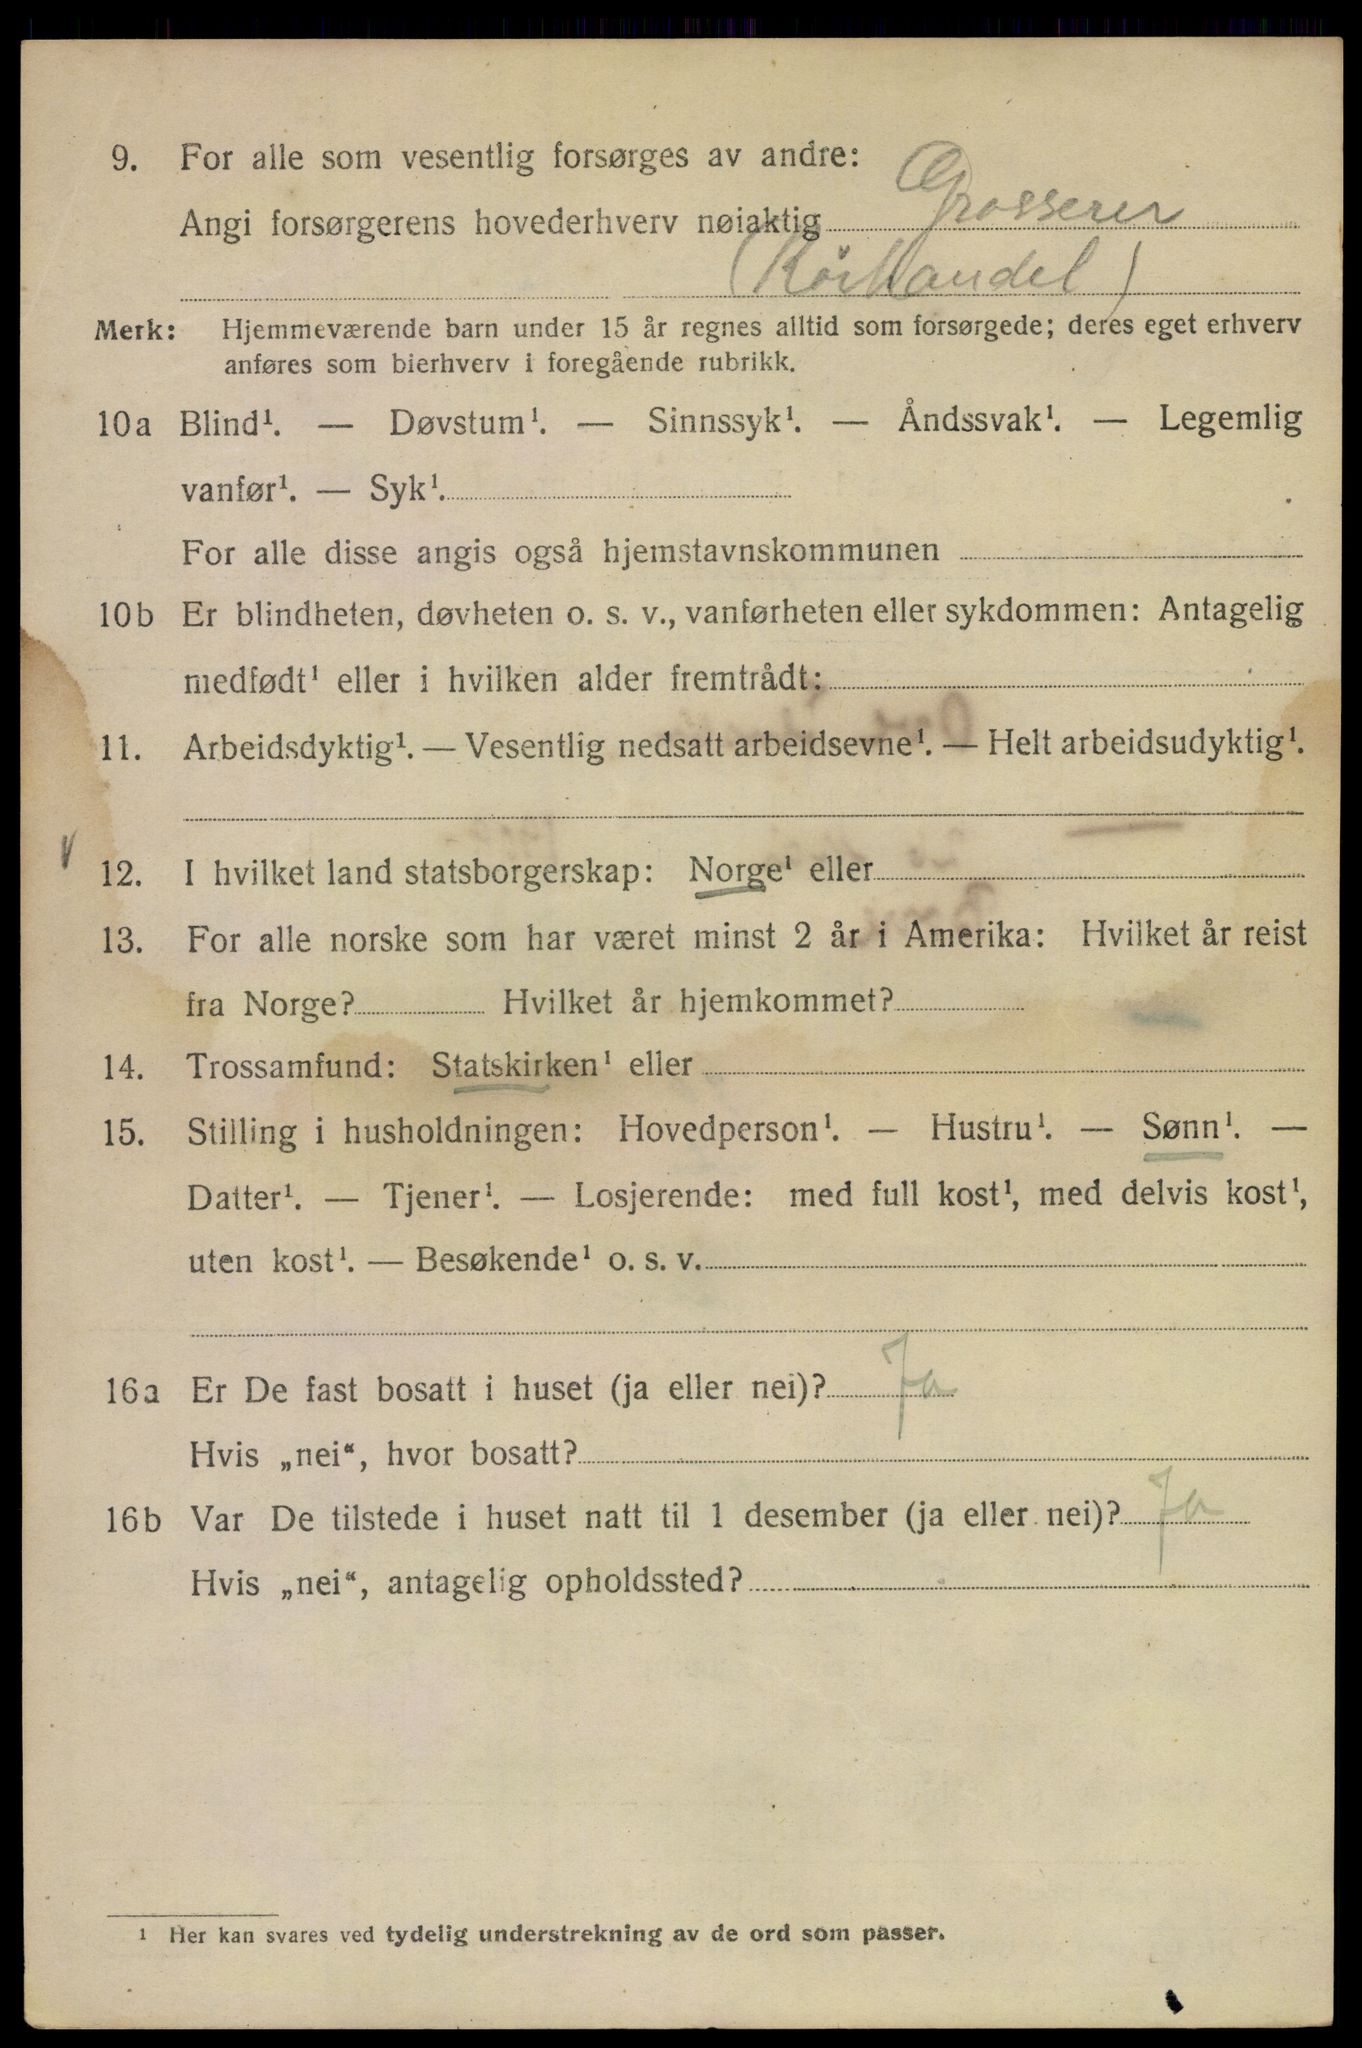 9. For alle som vesentlig forsørges av andre:
Angi forsørgerens hovederhverv nøiaktig Grosserer
( handel )
Merk: Hjemmeværende barn under 15 år regnes alltid som forsørgede; deres eget erhverv
anføres som bierhverv i foregående rubrikk.
10a Blind¹. — Døvstum¹. — Sinnssyk¹. — Åndssvak¹. — Legemlig
vanfør¹. — Syk¹.
For alle disse angis også hjemstavnskommunen
10b Er blindheten, døvheten o. s. v., vanførheten eller sykdommen: Antagelig
medfødt¹ eller i hvilken alder fremtrådt:
11. Arbeidsdyktig¹. — Vesentlig nedsatt arbeidsevne¹. — Helt arbeidsudyktig¹.
12. I hvilket land statsborgerskap: Norge¹ eller
13. For alle norske som har været minst 2 år i Amerika: Hvilket år reist
fra Norge? Hvilket år hjemkommet?
14. Trossamfund: Statskirken¹ eller
15. Stilling i husholdningen: Hovedperson¹. — Hustru¹. — Sønn¹. —
Datter¹. — Tjener¹. — Losjerende: med full kost¹, med delvis kost¹,
uten kost¹. — Besøkende¹ o. s. v.
16a Er De fast bosatt i huset (ja eller nei)? Ja
Hvis „nei“, hvor bosatt?
16b Var De tilstede i huset natt til 1 desember (ja eller nei)? Ja
Hvis „nei“, antagelig opholdssted?
¹ Her kan svares ved tydelig understrekning av de ord som passer.